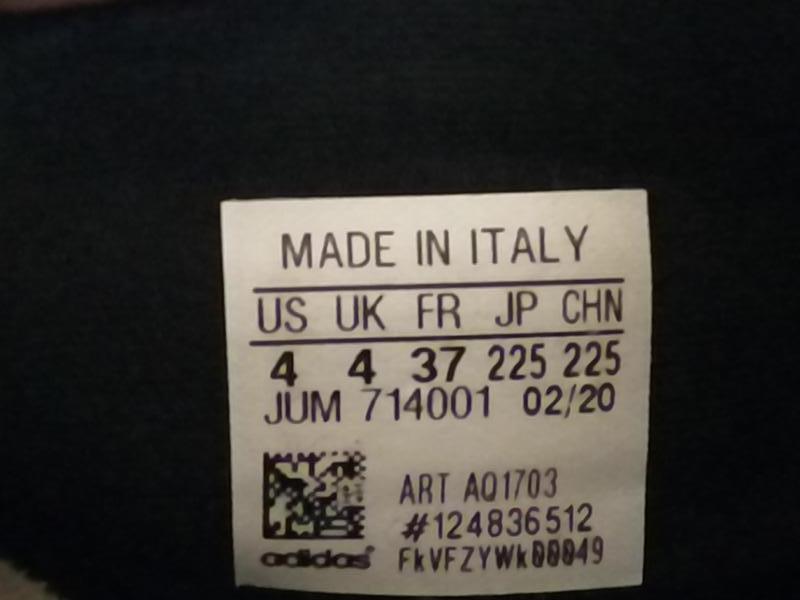 MADE IN ITALY
US UK FR JP CHN
4 4 37 225 225
JUM 714001 02/20
ART AQ1703
#124836512
adidas